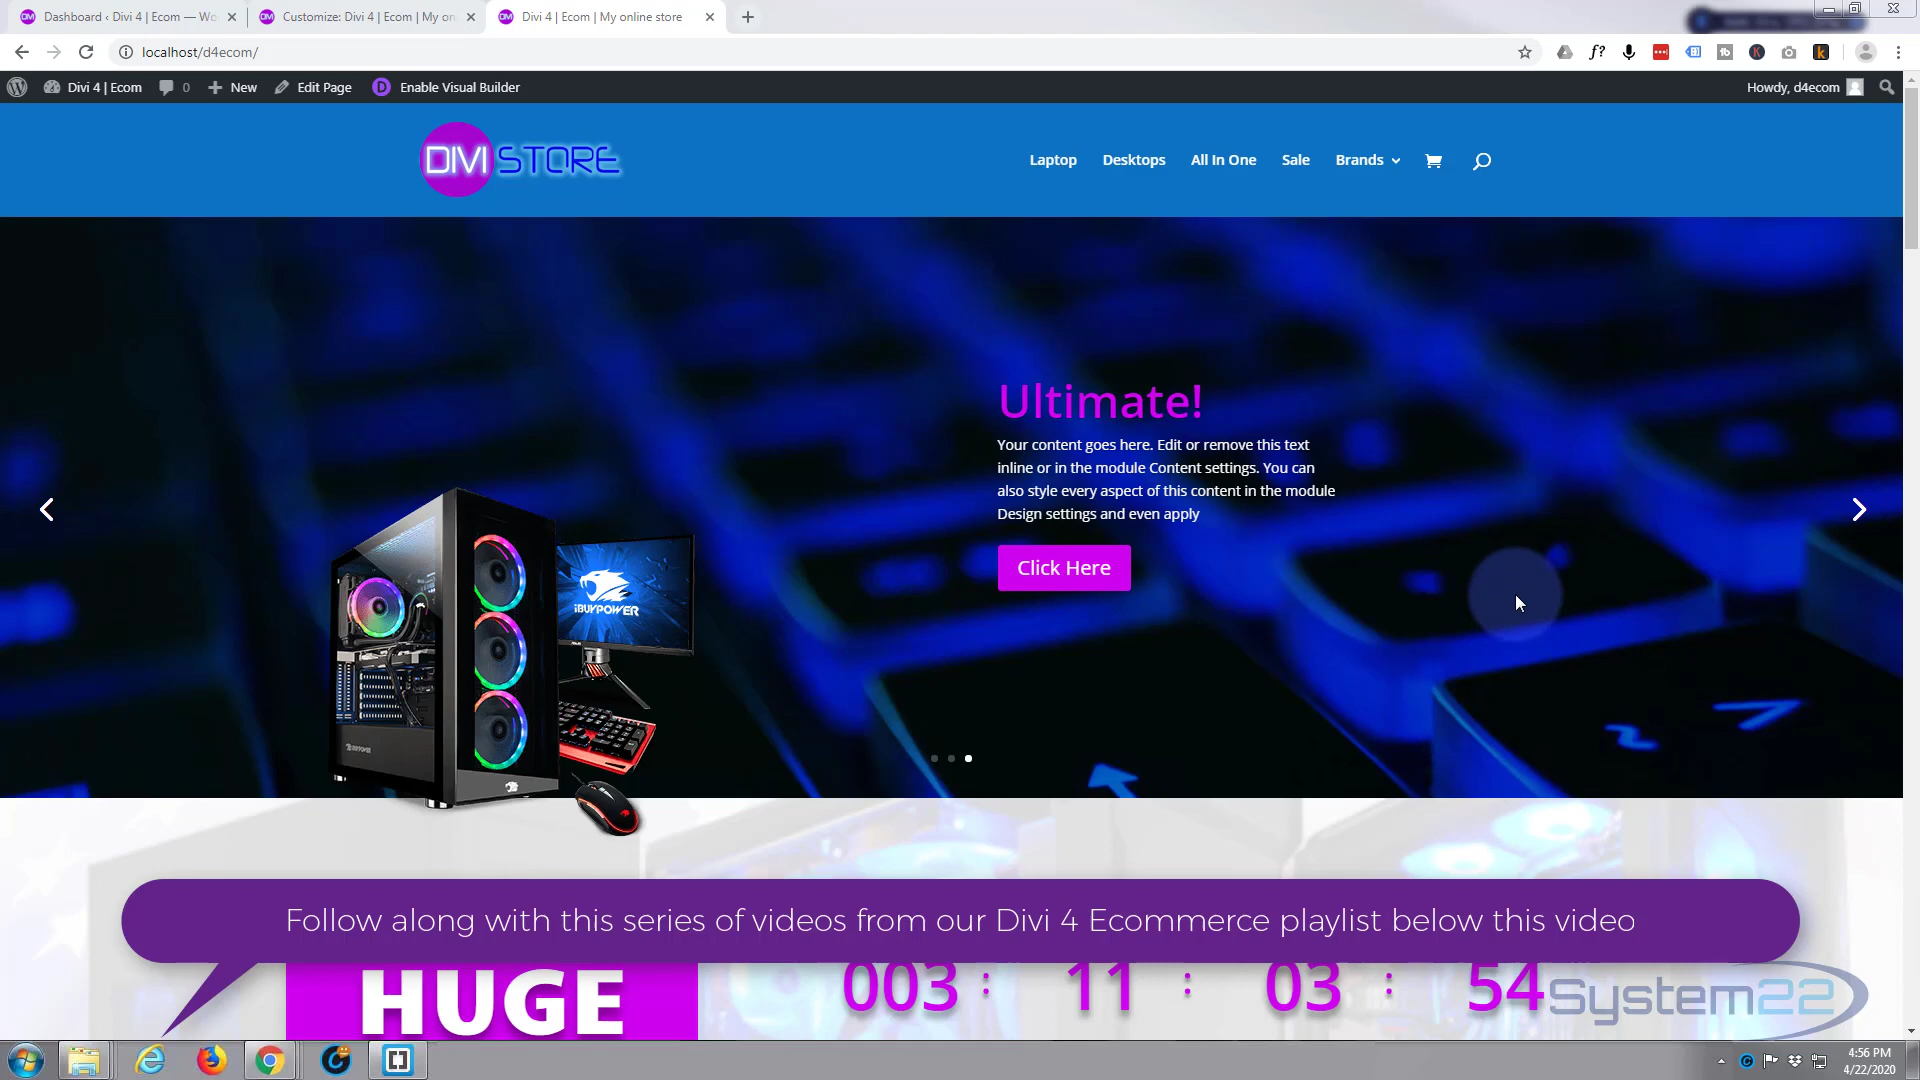 Dashboard ‹ Divi 4 | Ecom — Wo
Customize: Divi 4 | Ecom | My on
Divi 4 | Ecom | My online store
localhost/d4ecom/
Divi 4 | Ecom
0
New
Edit Page
Enable Visual Builder
Howdy, d4ecom
DIVI STORE
Laptop
Desktops
All In One
Sale
Brands
Ultimate!
Your content goes here. Edit or remove this text
inline or in the module Content settings. You can
also style every aspect of this content in the module
Design settings and even apply
Click Here
iBUYPOWER
Follow along with this series of videos from our Divi 4 Ecommerce playlist below this video
HUGE
003 : 11 : 03 : 54
System22
4:56 PM
4/22/2020